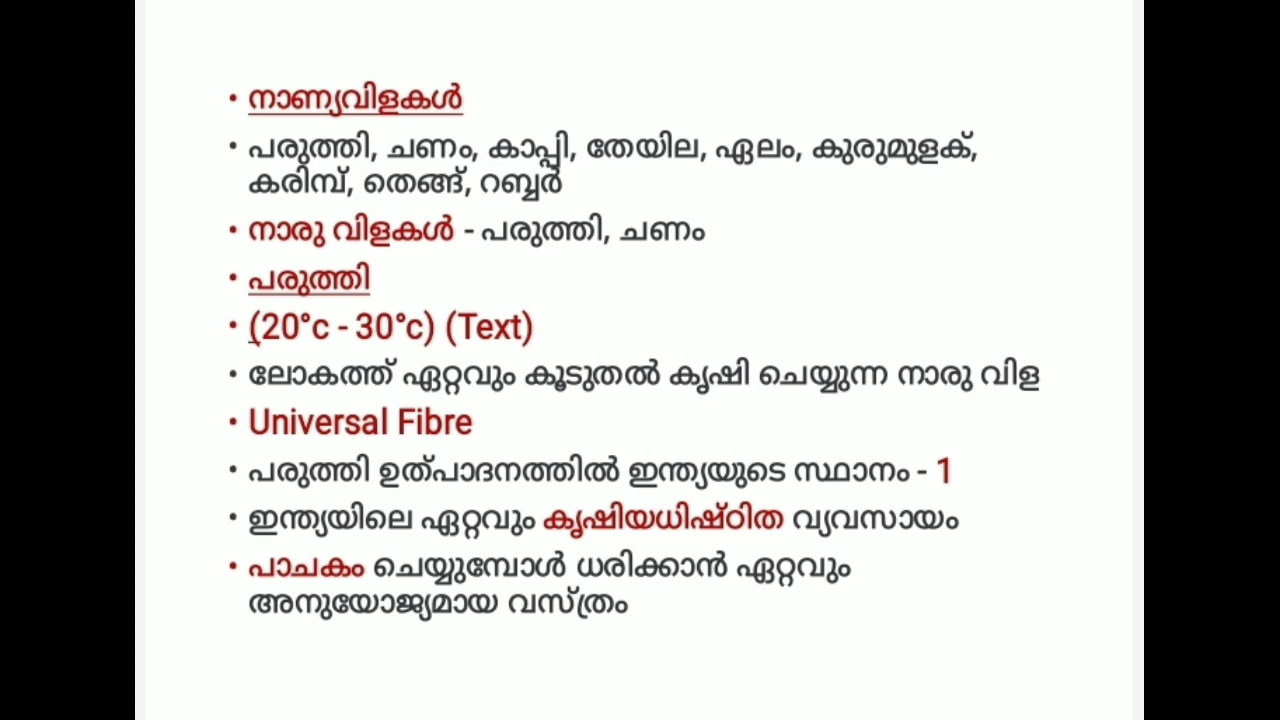 • നാണ്യവിളകൾ
• പരുത്തി, ചണം, കാപ്പി, തേയില, ഏലം, കുരുമുളക്,
കരിമ്പ്, തെങ്ങ്, റബ്ബർ
• നാരു വിളകൾ - പരുത്തി, ചണം
• പരുത്തി
• (20°c - 30°c) (Text)
• ലോകത്ത് ഏറ്റവും കൂടുതൽ കൃഷി ചെയ്യുന്ന നാരു വിള
• Universal Fibre
• പരുത്തി ഉത്പാദനത്തിൽ ഇന്ത്യയുടെ സ്ഥാനം - 1
• ഇന്ത്യയിലെ ഏറ്റവും കൃഷിയധിഷ്ഠിത വ്യവസായം
• പാചകം ചെയ്യുമ്പോൾ ധരിക്കാൻ ഏറ്റവും
അനുയോജ്യമായ വസ്ത്രം